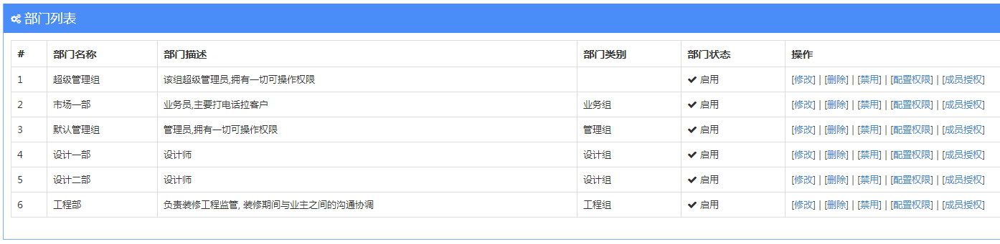 部门列表
# 部门名称 部门描述 部门类别 部门状态 操作
1 超级管理组 该组超级管理员,拥有一切可操作权限 启用 [修改] | [删除] | [禁用] | [配置权限] | [成员授权]
2 市场一部 业务员,主要打电话拉客户 业务组 启用 [修改] | [删除] | [禁用] | [配置权限] | [成员授权]
3 默认管理组 管理员,拥有一切可操作权限 管理组 启用 [修改] | [删除] | [禁用] | [配置权限] | [成员授权]
4 设计一部 设计师 设计组 启用 [修改] | [删除] | [禁用] | [配置权限] | [成员授权]
5 设计二部 设计师 设计组 启用 [修改] | [删除] | [禁用] | [配置权限] | [成员授权]
6 工程部 负责装修工程监管, 装修期间与业主之间的沟通协调 工程组 启用 [修改] | [删除] | [禁用] | [配置权限] | [成员授权]